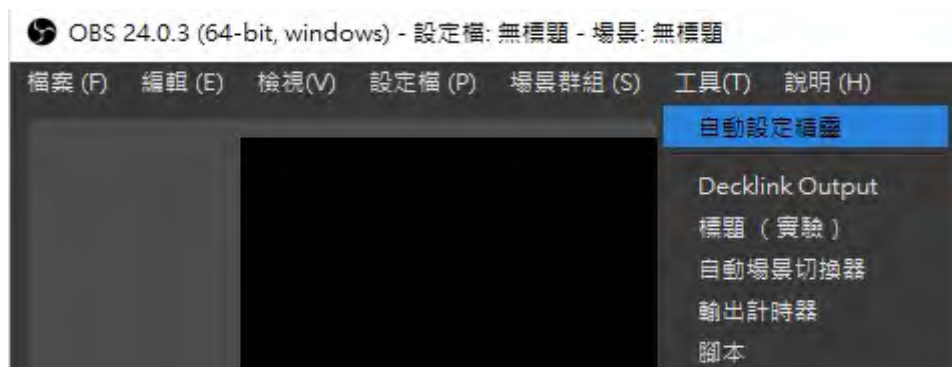 OBS 24.0.3 (64-bit, windows) - 設定檔: 無標題 - 場景: 無標題
檔案 (F) 編輯 (E) 檢視(V) 設定檔 (P) 場景群組 (S) 工具(T) 說明 (H)
自動設定精靈
Decklink Output
標題 （實驗）
自動場景切換器
輸出計時器
腳本